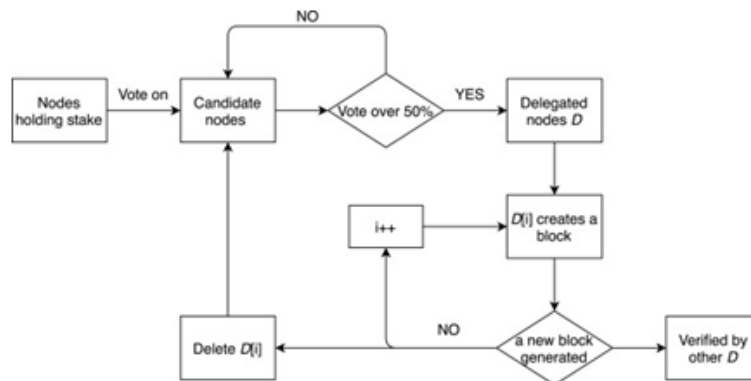 NO
Nodes
holding stake
Vote on
Candidate
nodes
Vote over 50%
YES
Delegated
nodes D
i++
D[i] creates a
block
Delete D[i]
NO
a new block
generated
Verified by
other D